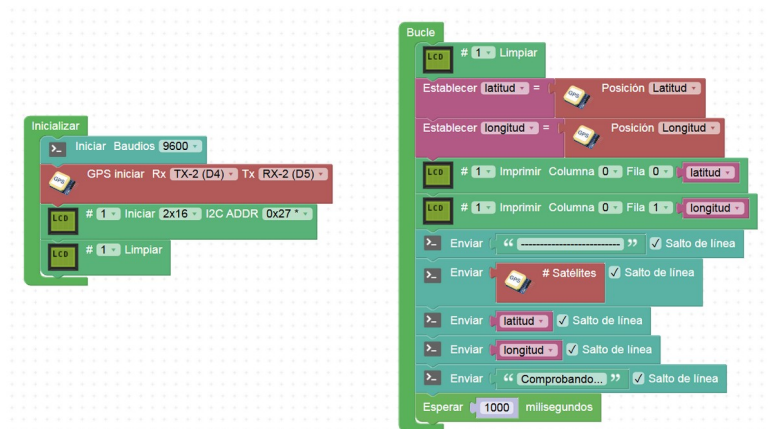 Inicializar
Iniciar Baudios 9600
GPS GPS iniciar Rx TX-2 (D4) Tx RX-2 (D5)
LCD # 1 Iniciar 2x16 I2C ADDR 0x27 *
LCD # 1 Limpiar
Bucle
LCD # 1 Limpiar
Establecer latitud = GPS Posición Latitud
Establecer longitud = GPS Posición Longitud
LCD # 1 Imprimir Columna 0 Fila 0 latitud
LCD # 1 Imprimir Columna 0 Fila 1 longitud
Enviar “ ------------------------- ” Salto de línea
Enviar GPS # Satélites Salto de línea
Enviar latitud Salto de línea
Enviar longitud Salto de línea
Enviar “ Comprobando... ” Salto de línea
Esperar 1000 milisegundos